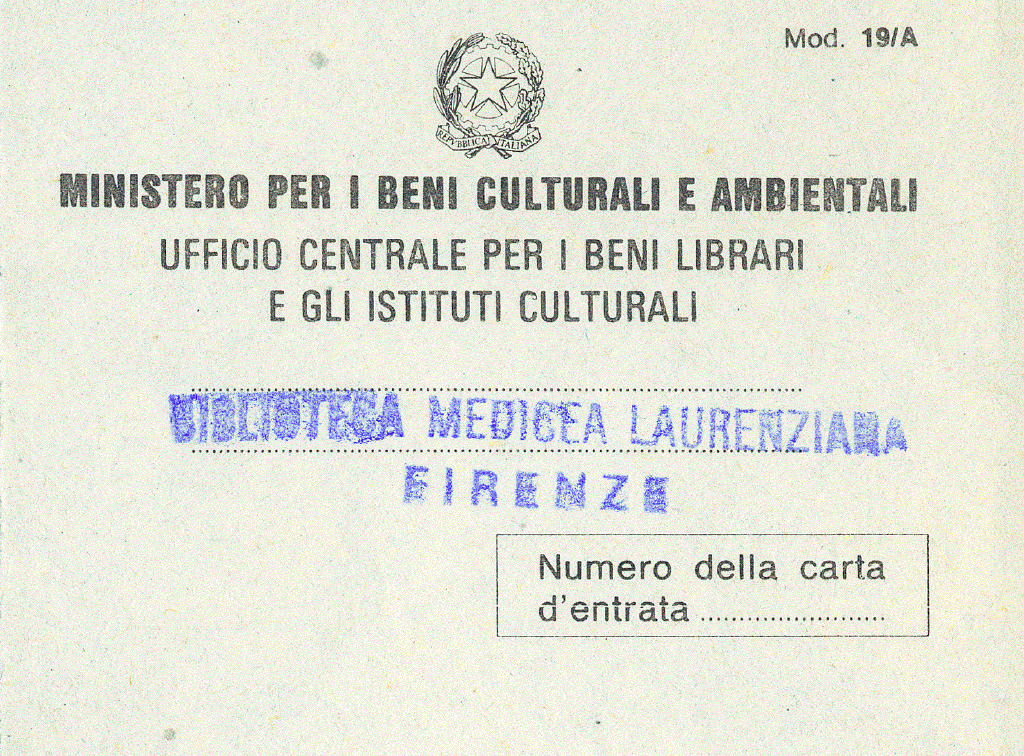 Mod. 19/A
REPVBBLICA ITALIANA
MINISTERO PER I BENI CULTURALI E AMBIENTALI
UFFICIO CENTRALE PER I BENI LIBRARI
E GLI ISTITUTI CULTURALI
BIBLIOTECA MEDICEA LAURENZIANA
FIRENZE
Numero della carta
d'entrata ........................